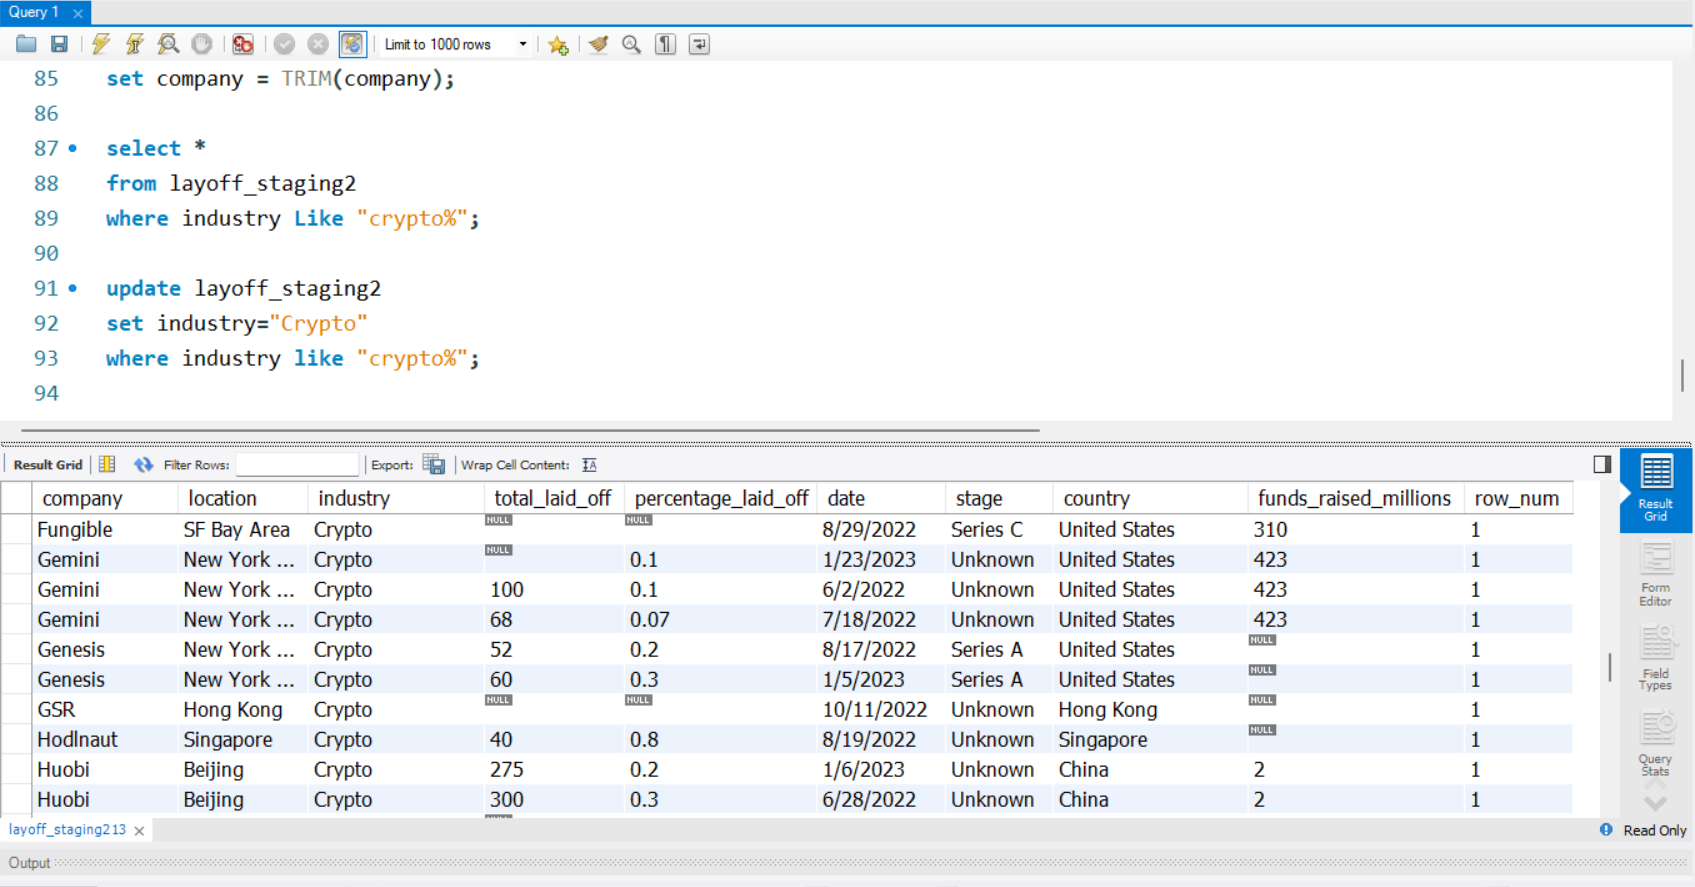 Query 1
Limit to 1000 rows
85 set company = TRIM(company);
86
87 select *
88 from layoff_staging2
89 where industry Like "crypto%";
90
91 update layoff_staging2
92 set industry="Crypto"
93 where industry like "crypto%";
94
Result Grid Filter Rows: Export: Wrap Cell Content:
company location industry total_laid_off percentage_laid_off date stage country funds_raised_millions row_num
Fungible SF Bay Area Crypto NULL NULL 8/29/2022 Series C United States 310 1
Gemini New York ... Crypto NULL 0.1 1/23/2023 Unknown United States 423 1
Gemini New York ... Crypto 100 0.1 6/2/2022 Unknown United States 423 1
Gemini New York ... Crypto 68 0.07 7/18/2022 Unknown United States 423 1
Genesis New York ... Crypto 52 0.2 8/17/2022 Series A United States NULL 1
Genesis New York ... Crypto 60 0.3 1/5/2023 Series A United States NULL 1
GSR Hong Kong Crypto NULL NULL 10/11/2022 Unknown Hong Kong NULL 1
Hodlnaut Singapore Crypto 40 0.8 8/19/2022 Unknown Singapore NULL 1
Huobi Beijing Crypto 275 0.2 1/6/2023 Unknown China 2 1
Huobi Beijing Crypto 300 0.3 6/28/2022 Unknown China 2 1
Result
Grid
Form
Editor
Field
Types
Query
Stats
layoff_staging213
Read Only
Output